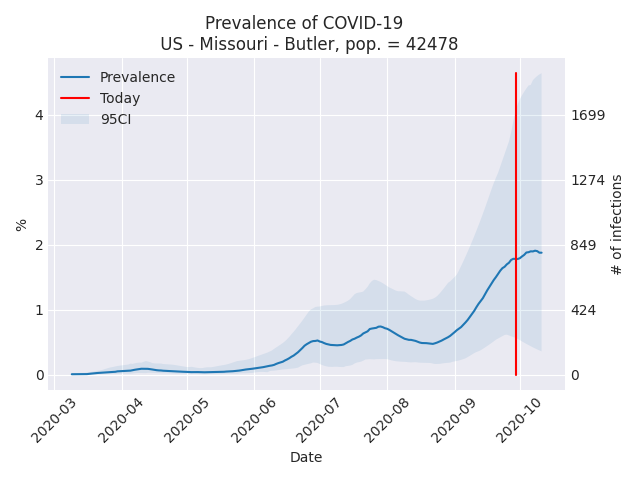 Prevalence of COVID-19
US - Missouri - Butler, pop. = 42478
Prevalence
Today
95CI
4
3
2
1
0
%
1699
1274
849
424
0
# of infections
2020-03
2020-04
2020-05
2020-06
2020-07
2020-08
2020-09
2020-10
Date